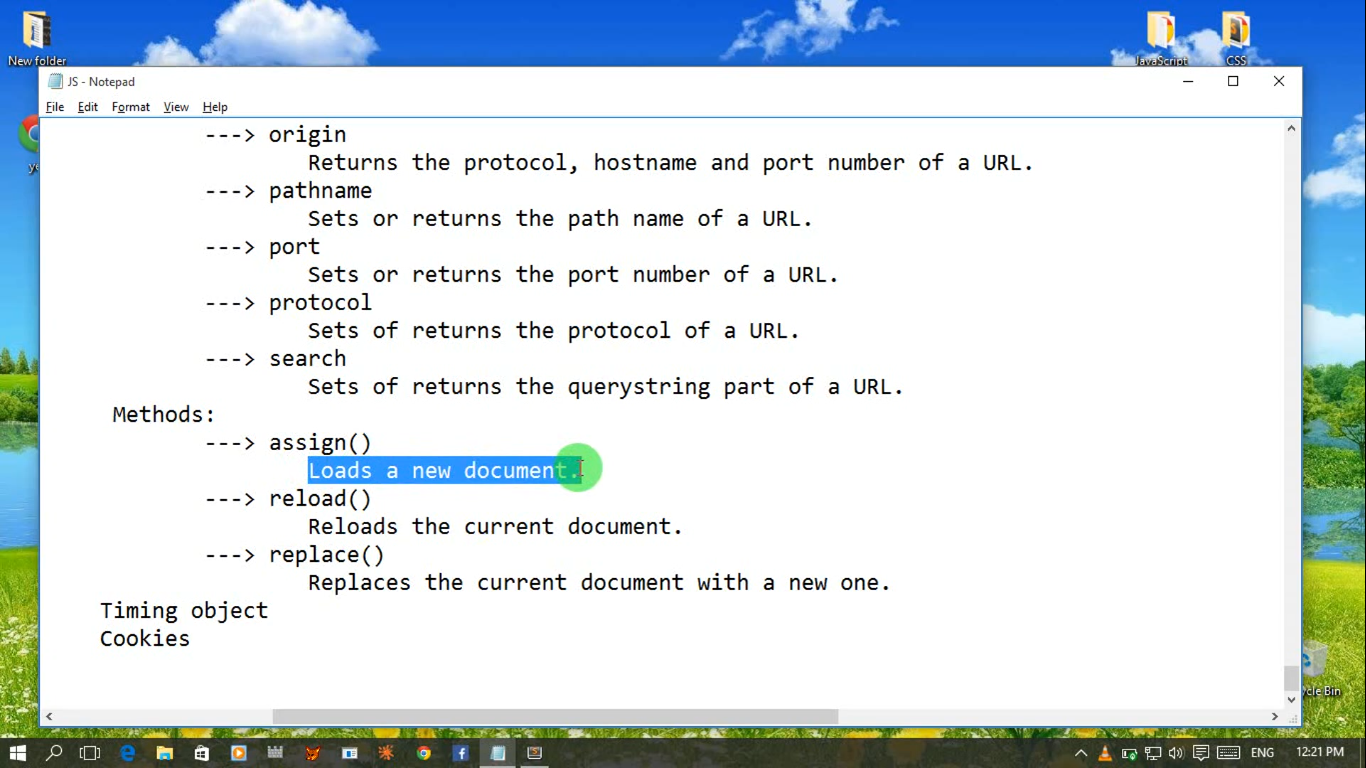 New folder
JavaScript
CSS
JS - Notepad
File Edit Format View Help
---> origin
Returns the protocol, hostname and port number of a URL.
---> pathname
Sets or returns the path name of a URL.
---> port
Sets or returns the port number of a URL.
---> protocol
Sets of returns the protocol of a URL.
---> search
Sets of returns the querystring part of a URL.
Methods:
---> assign()
Loads a new document.
---> reload()
Reloads the current document.
---> replace()
Replaces the current document with a new one.
Timing object
Cookies
Bin
ENG 12:21 PM